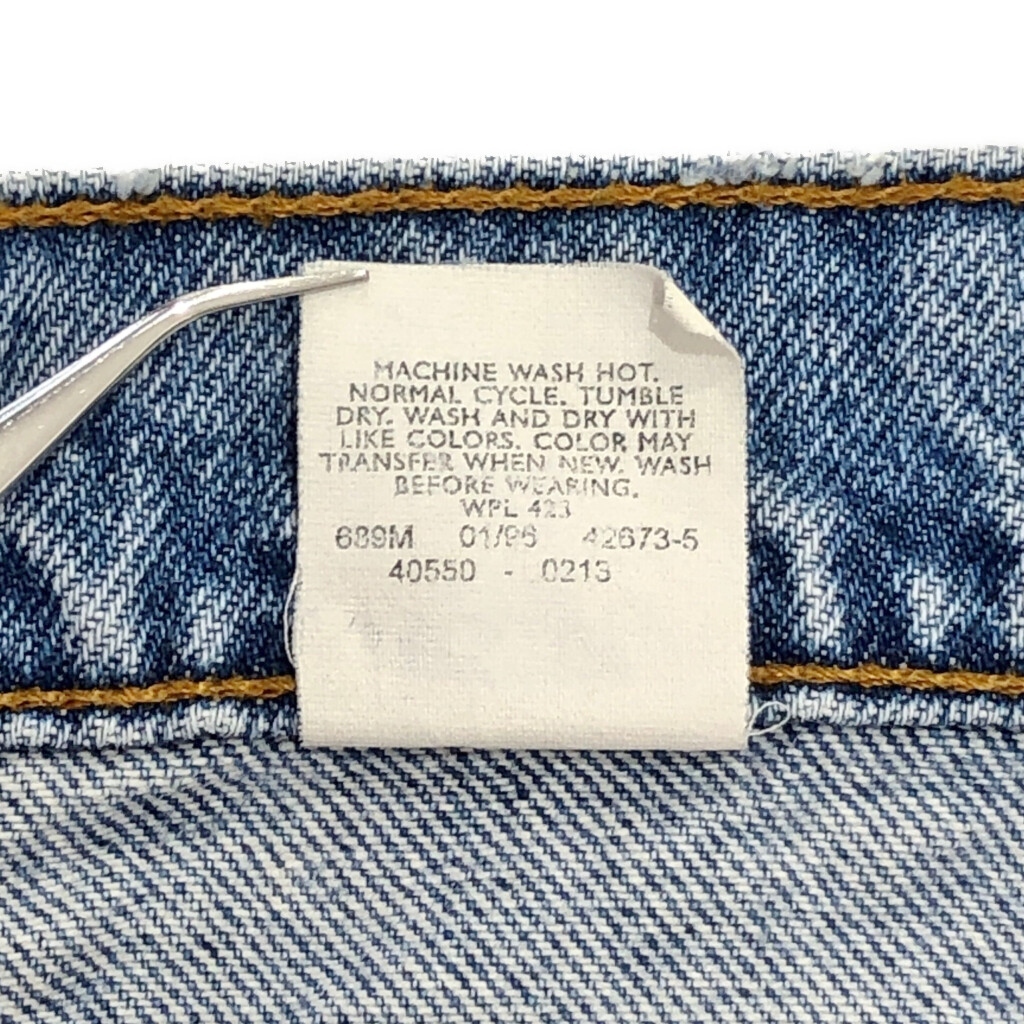 MACHINE WASH HOT.
NORMAL CYCLE. TUMBLE
DRY. WASH AND DRY WITH
LIKE COLORS. COLOR MAY
TRANSFER WHEN NEW. WASH
BEFORE WEARING.
WPL 423
689M 01/96 42673-5
40550 - 0213